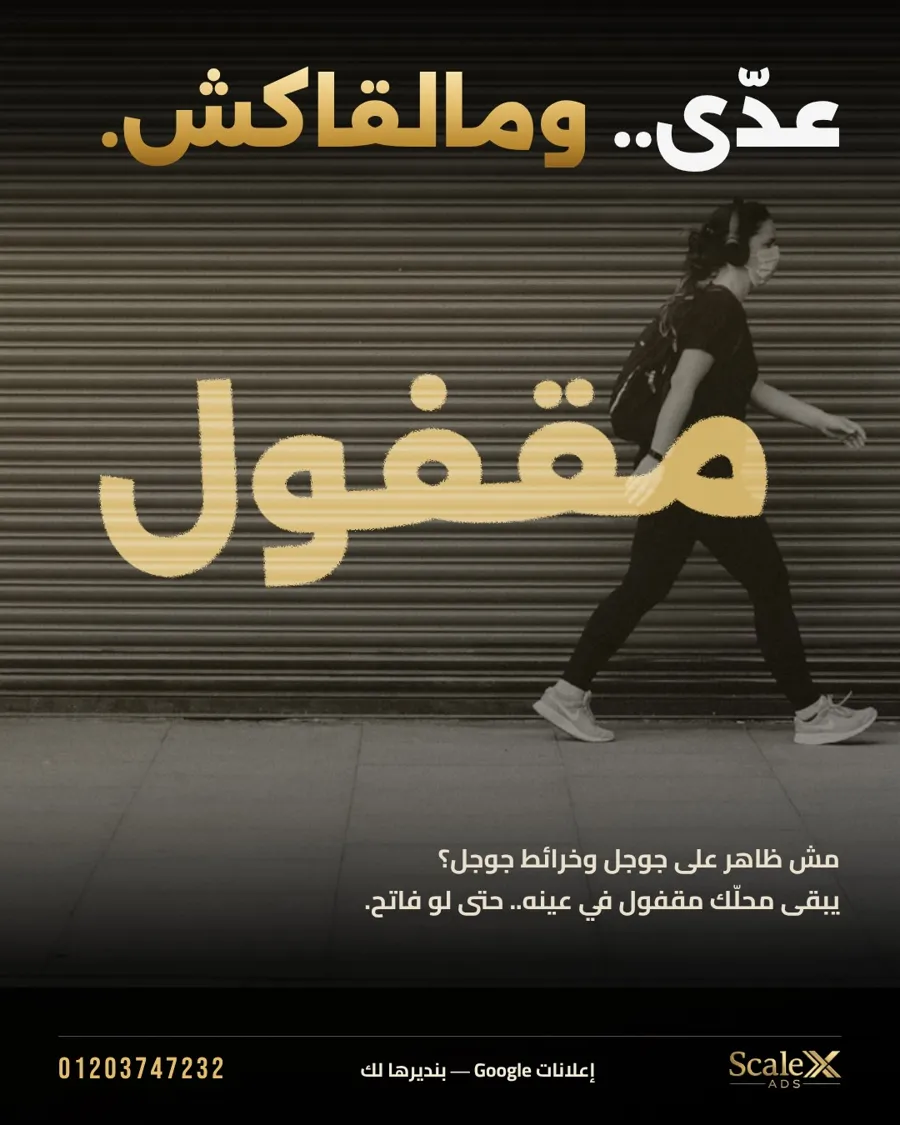 عدّى.. ومالقاكش.
مقفول
مش ظاهر على جوجل وخرائط جوجل؟
يبقى محلّك مقفول في عينه.. حتى لو فاتح.
ScaleX
ADS
إعلانات Google — بنديرها لك
01203747232